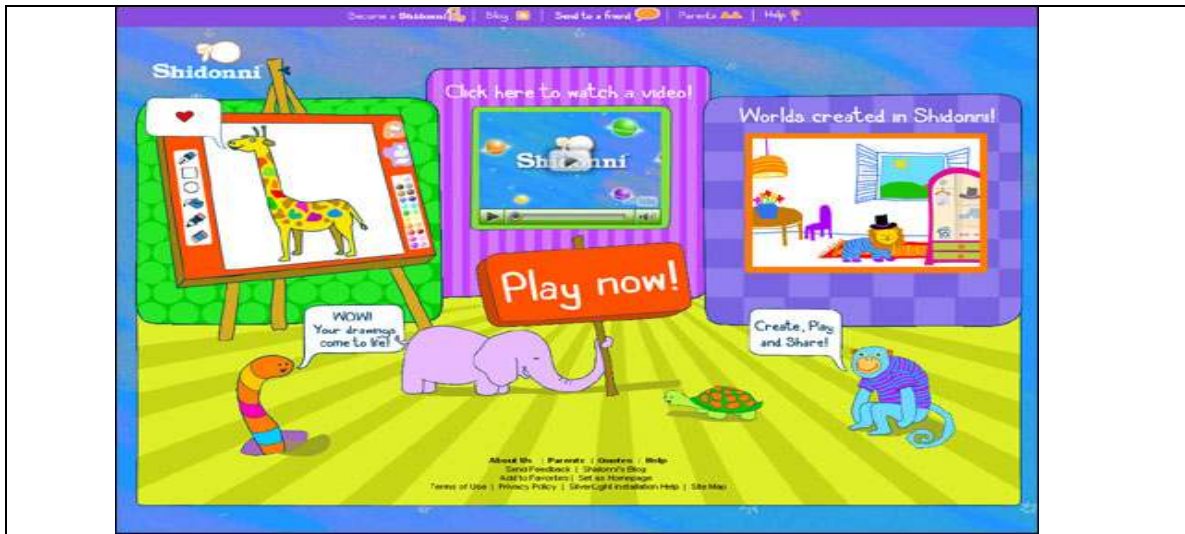 Become a Shidonni | Blog | Send to a friend | Parents | Help
Shidonni
Click here to watch a video!
Worlds created in Shidonni!
Shidonni
Play now!
WOW!
Your drawings
come to life!
Create, Play
and Share!
About Us | Parents | Quotes | Help
Send Feedback | Shidonni's Blog
Add to Favorites | Set as Homepage
Terms of Use | Privacy Policy | SilverLight installation Help | Site Map